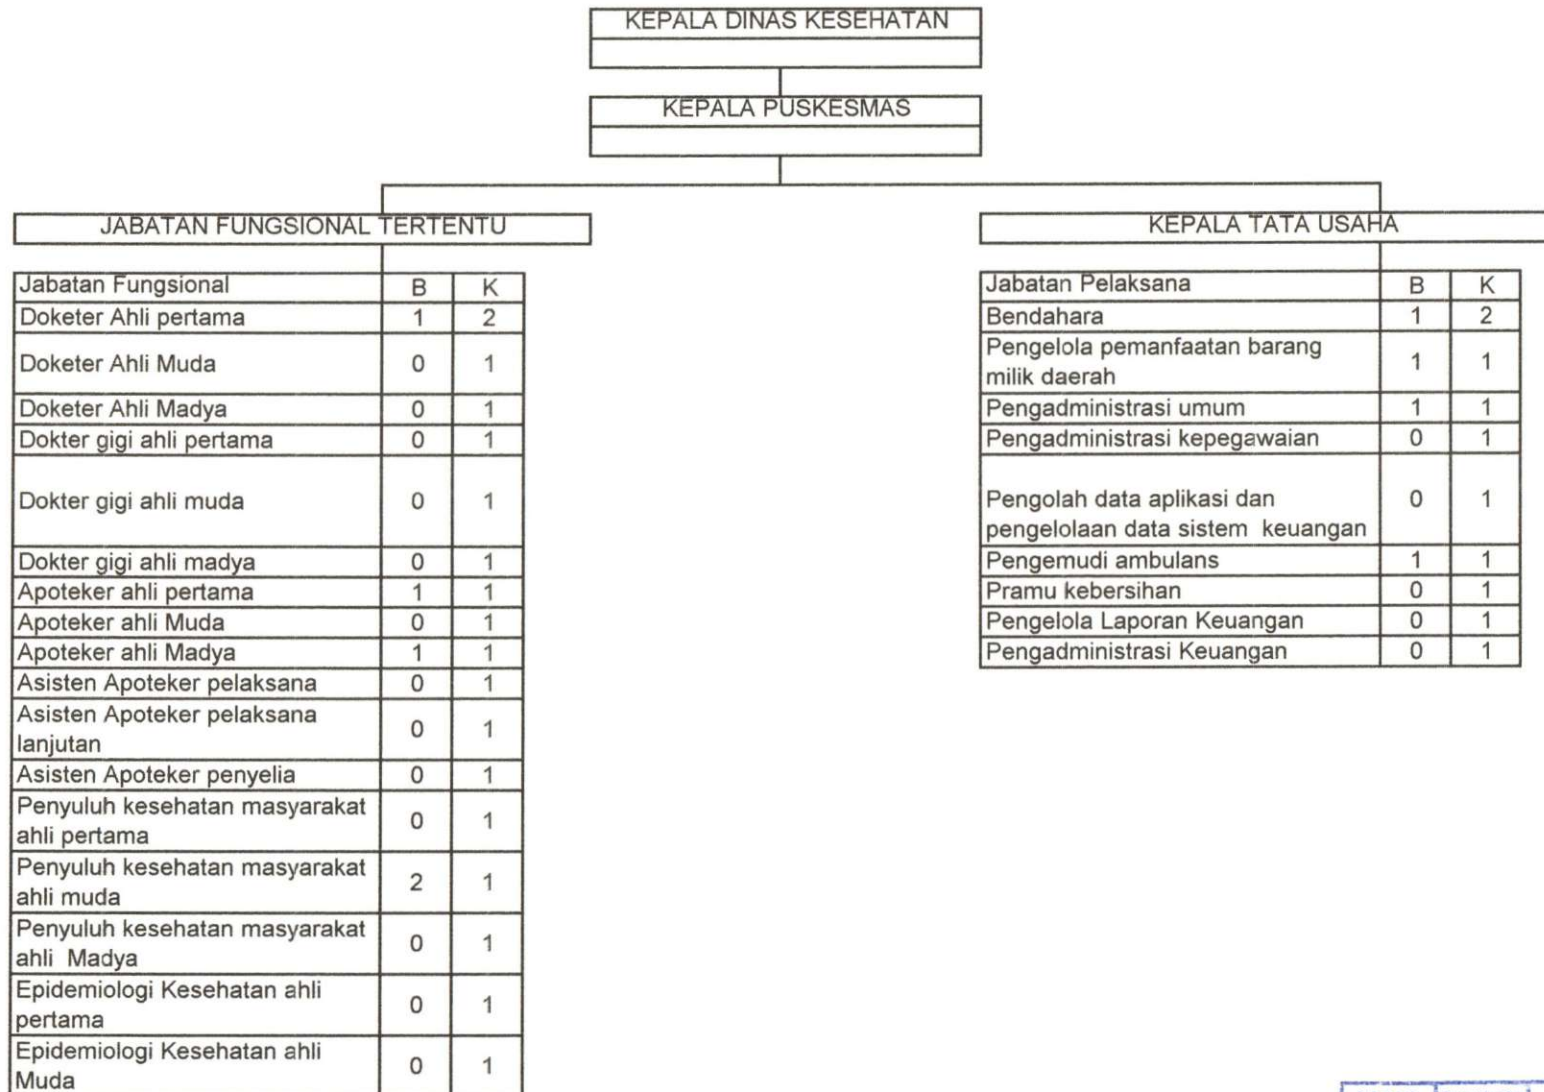 KEPALA DINAS KESEHATAN
KEPALA PUSKESMAS
JABATAN FUNGSIONAL TERTENTU
Jabatan Fungsional B K
Doketer Ahli pertama 1 2
Doketer Ahli Muda 0 1
Doketer Ahli Madya 0 1
Dokter gigi ahli pertama 0 1
Dokter gigi ahli muda 0 1
Dokter gigi ahli madya 0 1
Apoteker ahli pertama 1 1
Apoteker ahli Muda 0 1
Apoteker ahli Madya 1 1
Asisten Apoteker pelaksana 0 1
Asisten Apoteker pelaksana
lanjutan 0 1
Asisten Apoteker penyelia 0 1
Penyuluh kesehatan masyarakat
ahli pertama 0 1
Penyuluh kesehatan masyarakat
ahli muda 2 1
Penyuluh kesehatan masyarakat
ahli Madya 0 1
Epidemiologi Kesehatan ahli
pertama 0 1
Epidemiologi Kesehatan ahli
Muda 0 1
KEPALA TATA USAHA
Jabatan Pelaksana B K
Bendahara 1 2
Pengelola pemanfaatan barang
milik daerah 1 1
Pengadministrasi umum 1 1
Pengadministrasi kepegawaian 0 1
Pengolah data aplikasi dan
pengelolaan data sistem keuangan 0 1
Pengemudi ambulans 1 1
Pramu kebersihan 0 1
Pengelola Laporan Keuangan 0 1
Pengadministrasi Keuangan 0 1